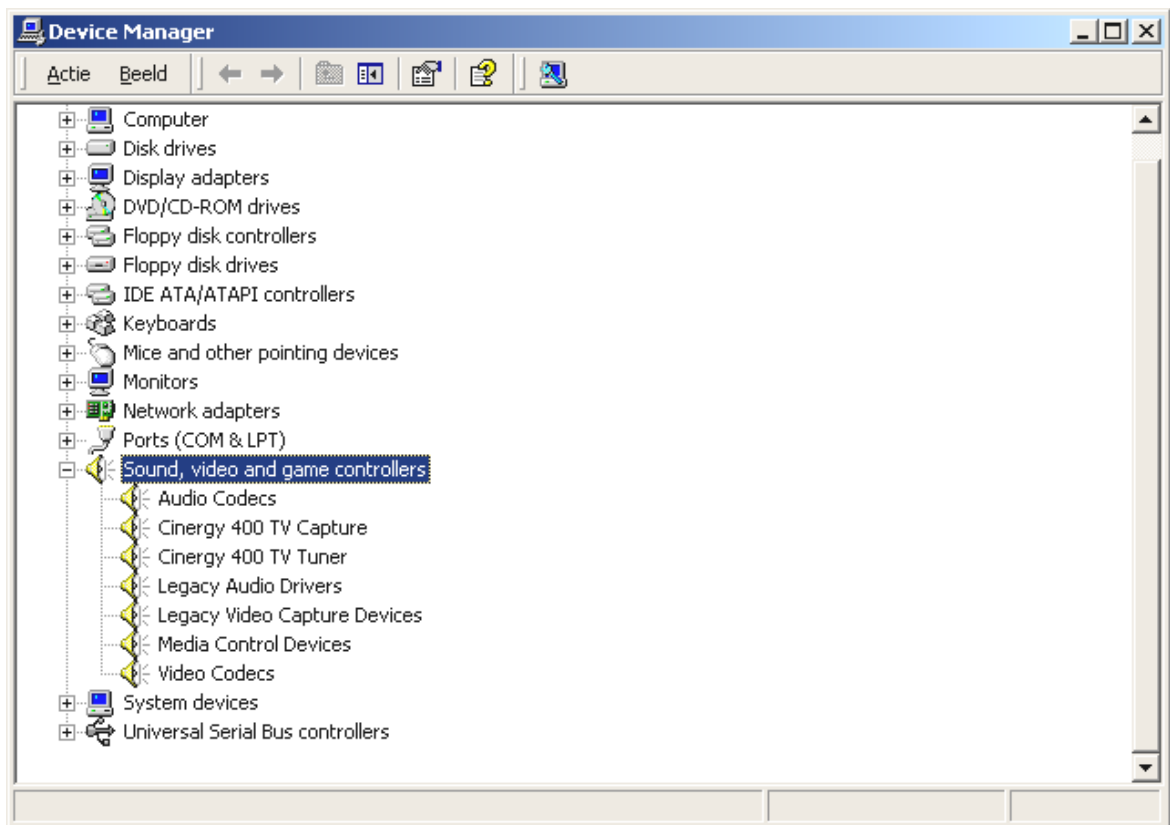 Device Manager
Actie Beeld
Computer
Disk drives
Display adapters
DVD/CD-ROM drives
Floppy disk controllers
Floppy disk drives
IDE ATA/ATAPI controllers
Keyboards
Mice and other pointing devices
Monitors
Network adapters
Ports (COM & LPT)
Sound, video and game controllers
Audio Codecs
Cinergy 400 TV Capture
Cinergy 400 TV Tuner
Legacy Audio Drivers
Legacy Video Capture Devices
Media Control Devices
Video Codecs
System devices
Universal Serial Bus controllers